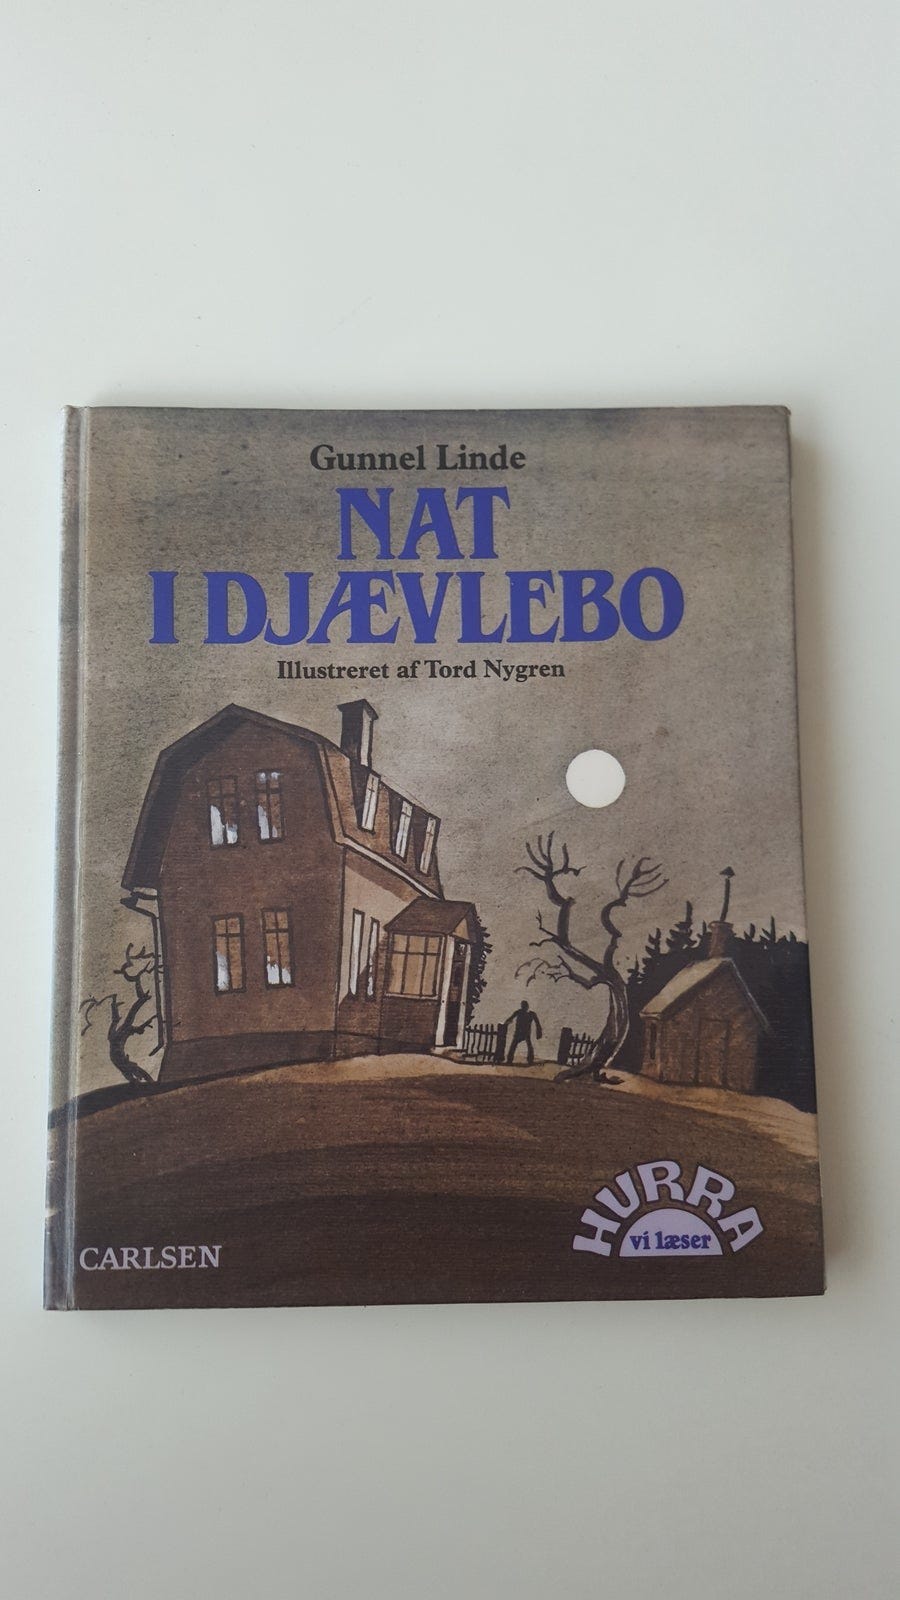 Gunnel Linde
NAT
I DJÆVLEBO
Illustreret af Tord Nygren
HURRA
vi læser
CARLSEN